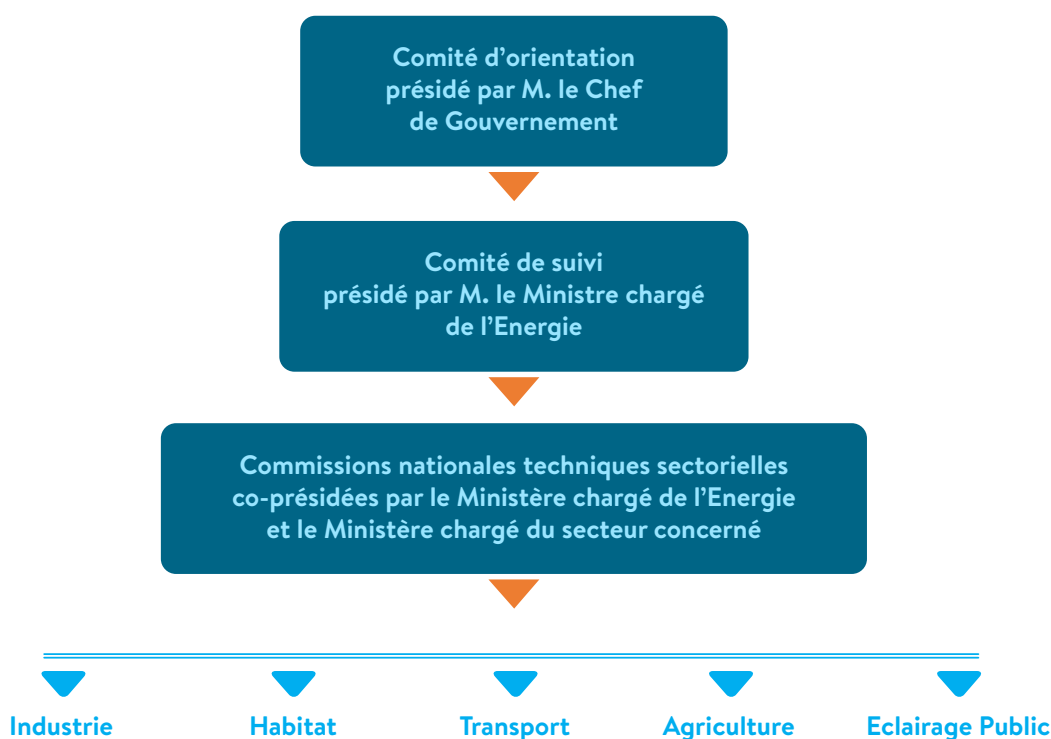 Comité d’orientation
présidé par M. le Chef
de Gouvernement
Comité de suivi
présidé par M. le Ministre chargé
de l’Energie
Commissions nationales techniques sectorielles
co-présidées par le Ministère chargé de l’Energie
et le Ministère chargé du secteur concerné
Industrie Habitat Transport Agriculture Eclairage Public